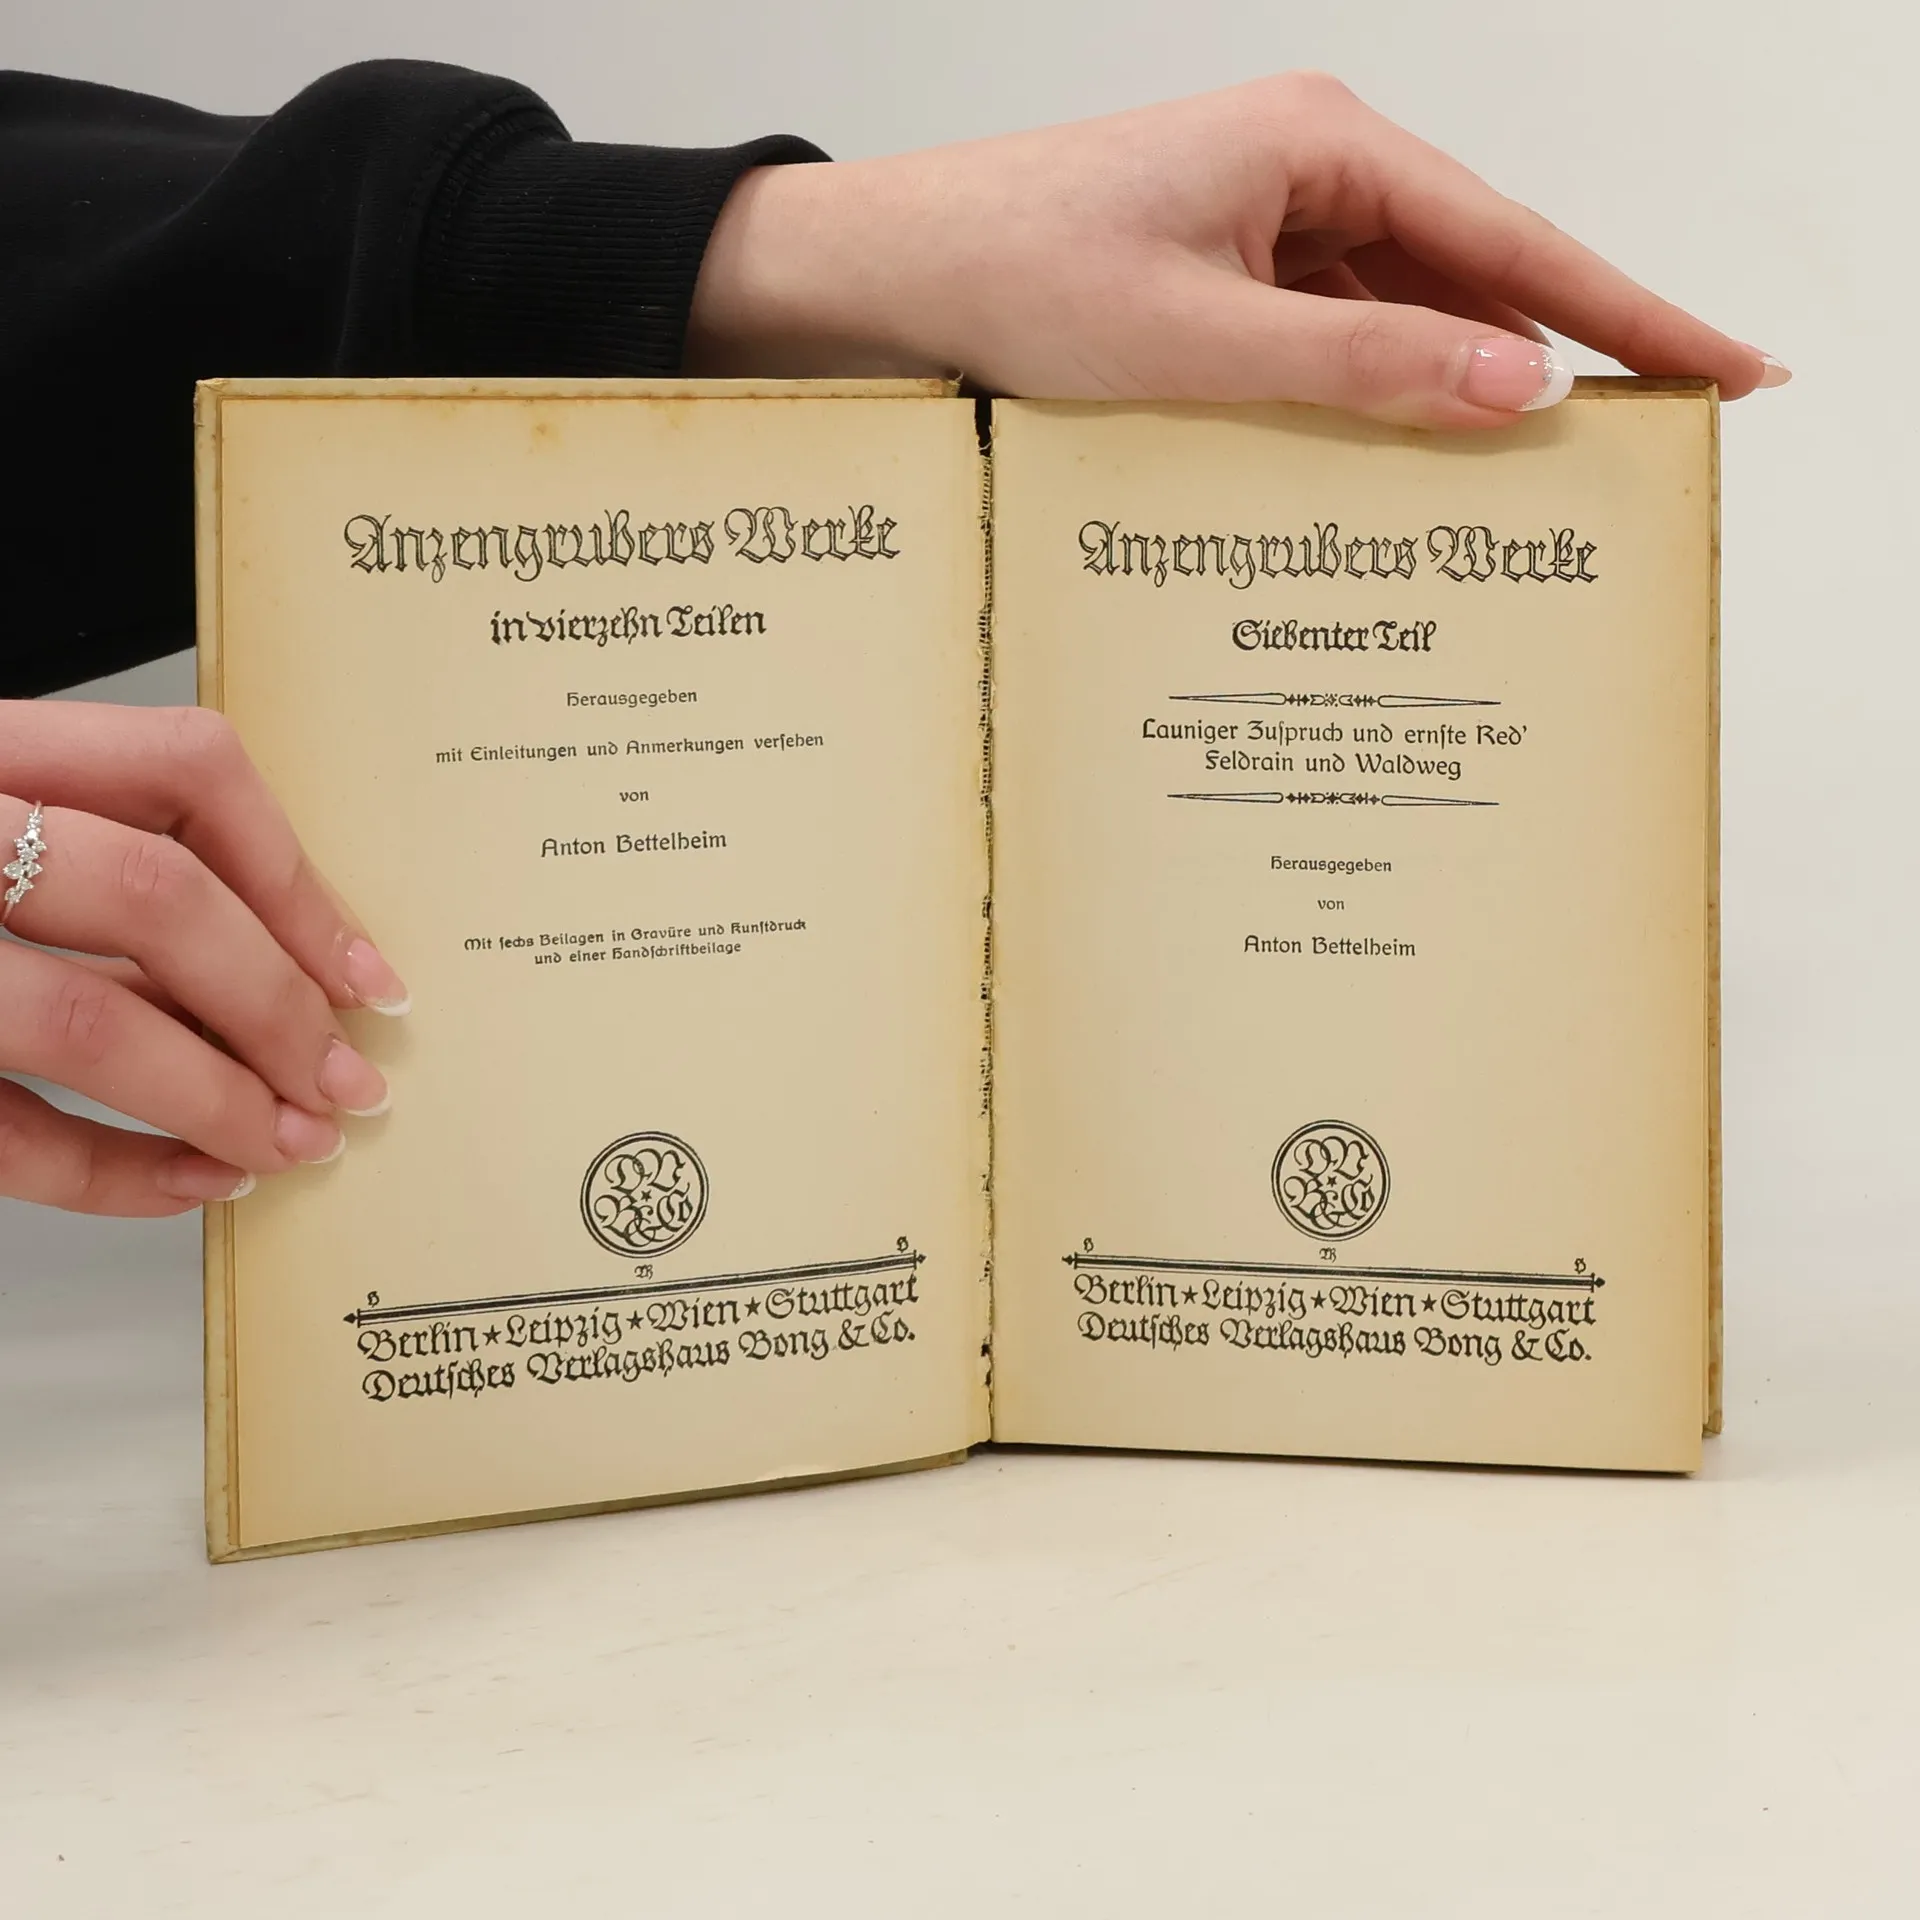 Anzengrubers Werke
in vierzehn Teilen
Herausgegeben
mit Einleitungen und Anmerkungen verſehen
von
Anton Bettelheim
Mit ſechs Beilagen in Gravüre und Kunſtdruck
und einer Handſchriftbeilage
D V
B & Co
B
B
Berlin ★ Leipzig ★ Wien ★ Stuttgart
Deutſches Verlagshaus Bong & Co.
Anzengrubers Werke
Siebenter Teil
Launiger Zuſpruch und ernſte Red'
Feldrain und Waldweg
Herausgegeben
von
Anton Bettelheim
D V
B & Co
B
B
Berlin ★ Leipzig ★ Wien ★ Stuttgart
Deutſches Verlagshaus Bong & Co.